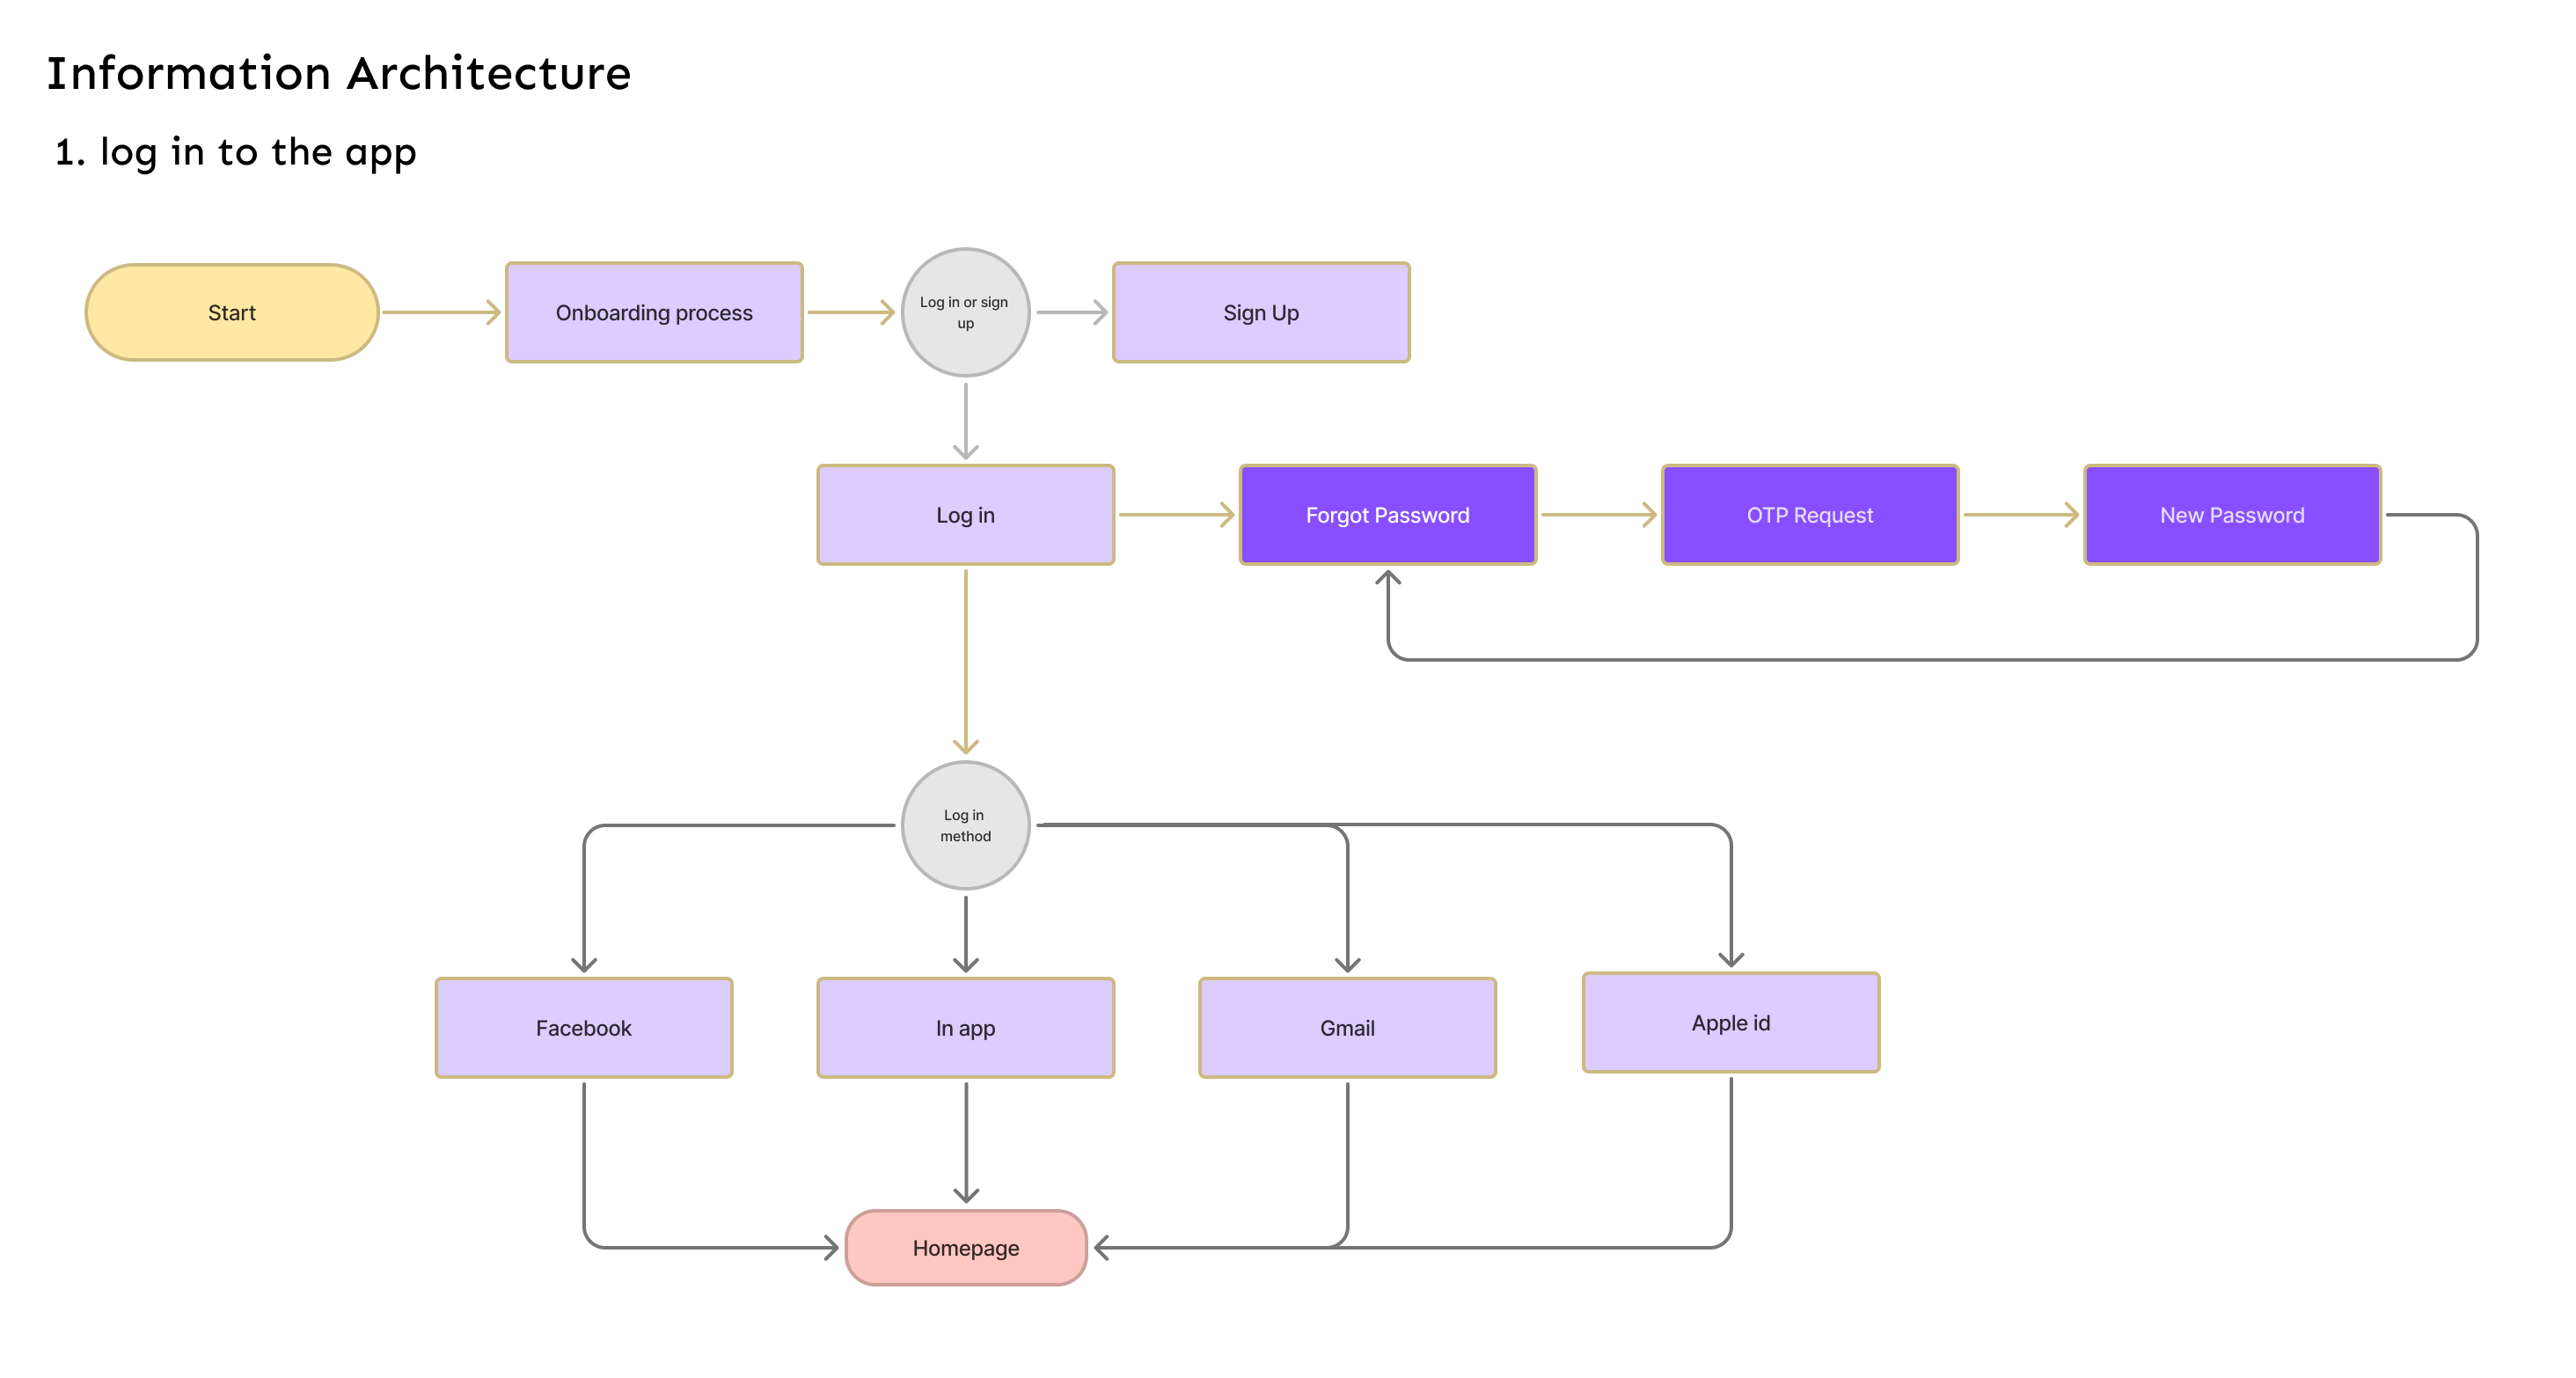 Information Architecture
1. log in to the app
Start
Onboarding process
Log in or sign
up
Sign Up
Log in
Forgot Password
OTP Request
New Password
Log in
method
Facebook
In app
Gmail
Apple id
Homepage